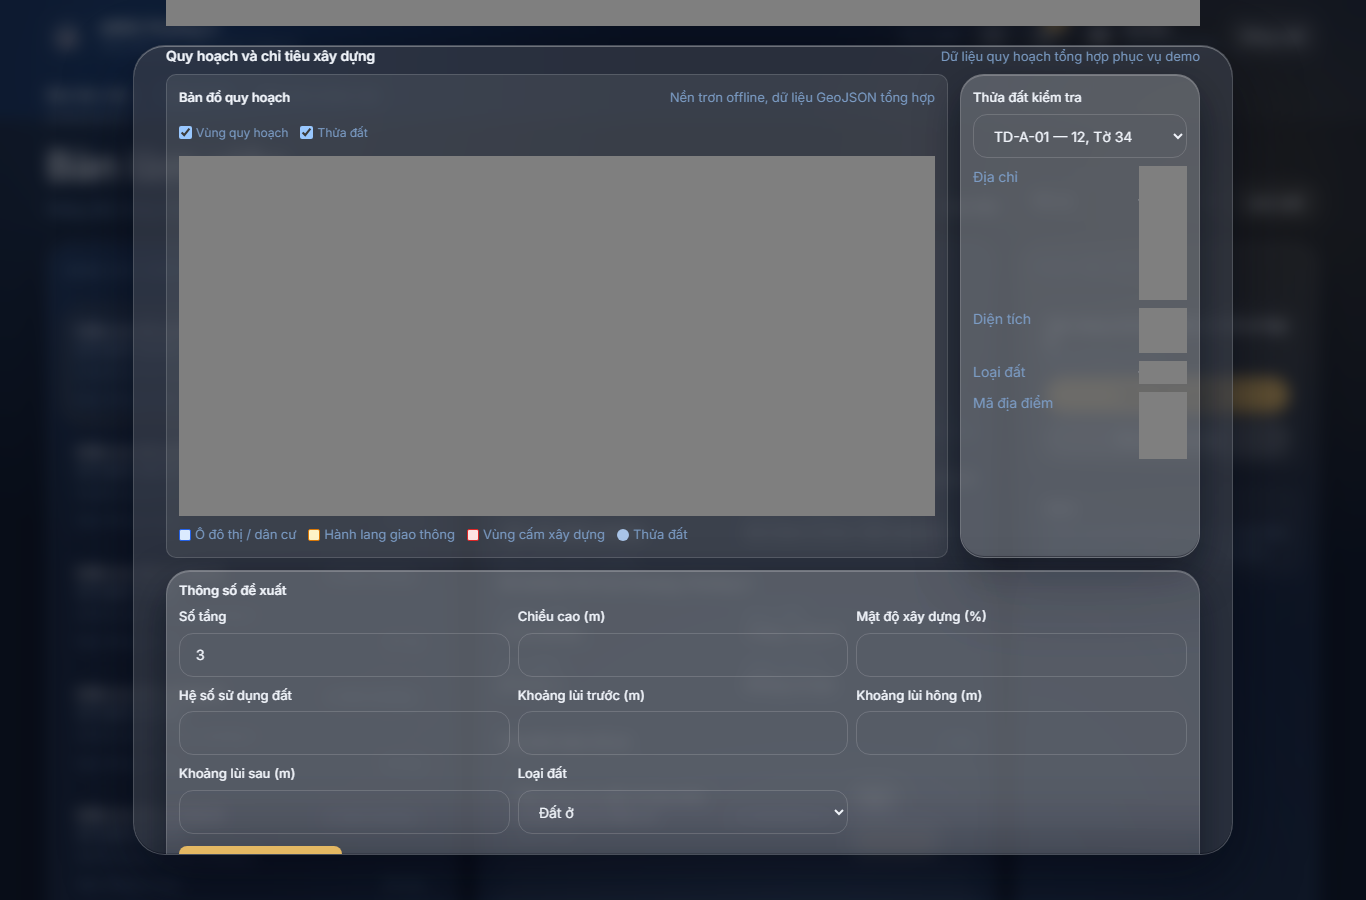 Quy hoạch và chỉ tiêu xây dựng
Dữ liệu quy hoạch tổng hợp phục vụ demo
Bản đồ quy hoạch
Nền trơn offline, dữ liệu GeoJSON tổng hợp
Vùng quy hoạch
Thửa đất
Ô đô thị / dân cư
Hành lang giao thông
Vùng cấm xây dựng
Thửa đất
Thửa đất kiểm tra
TD-A-01 — 12, Tờ 34
Địa chỉ
Diện tích
Loại đất
Mã địa điểm
Thông số đề xuất
Số tầng
Chiều cao (m)
Mật độ xây dựng (%)
3
Hệ số sử dụng đất
Khoảng lùi trước (m)
Khoảng lùi hông (m)
Khoảng lùi sau (m)
Loại đất
Đất ở